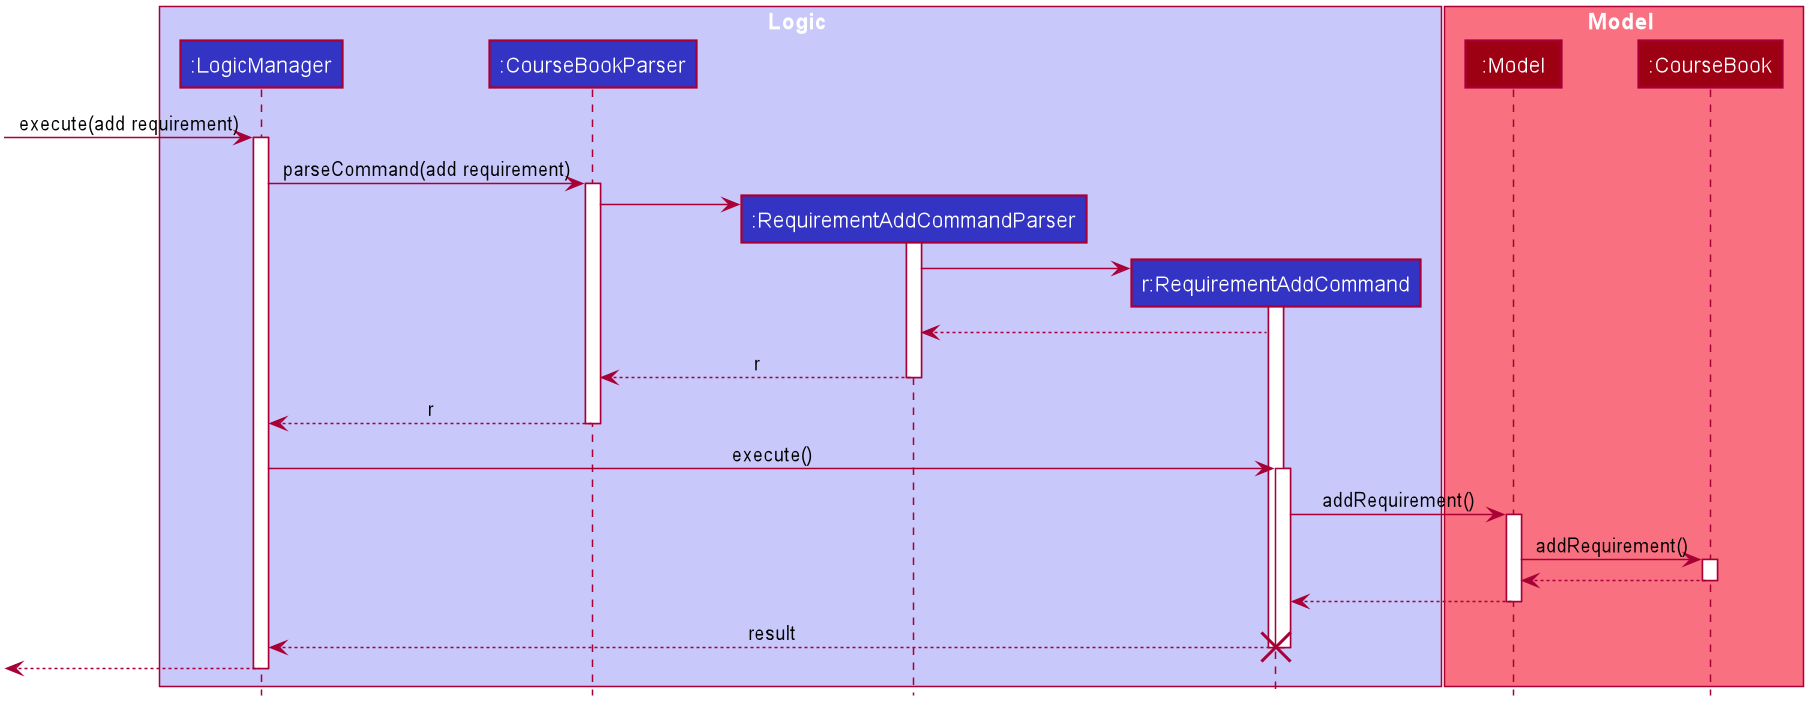 Logic
Model
:LogicManager
:CourseBookParser
:Model
:CourseBook
execute(add requirement)
parseCommand(add requirement)
:RequirementAddCommandParser
r:RequirementAddCommand
r
r
execute()
addRequirement()
addRequirement()
result